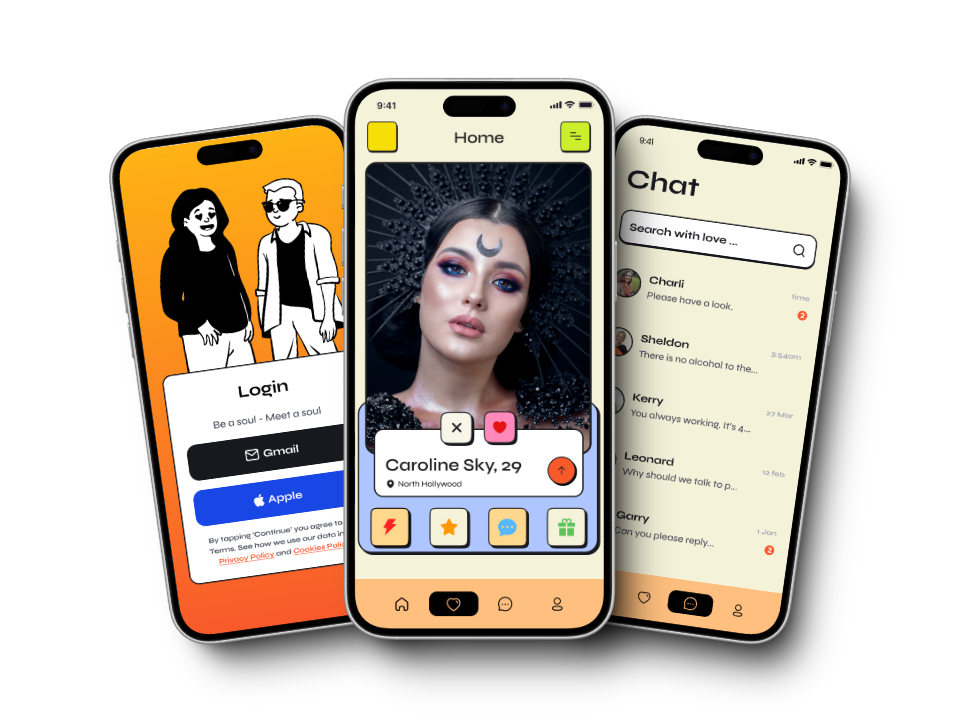 Login
Be a soul - Meet a soul
Gmail
Apple
By tapping 'Continue' you agree to
Terms. See how we use our data in
Privacy Policy and Cookies
9:41
Home
Caroline Sky, 29
North Hollywood
9:41
Chat
Search with love ...
Charli
time
Please have a look.
2
Sheldon
3:54am
There is no alcohol to the...
Kerry
27 Mar
You always working. It's 4...
Leonard
12 feb
Why should we talk to p...
Garry
1 Jan
Can you please reply...
2